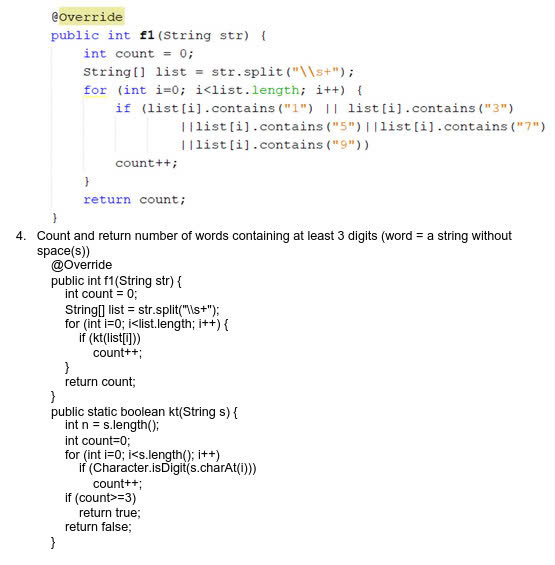 @Override
public int f1(String str) {
int count = 0;
String[] list = str.split("\\s+");
for (int i=0; i<list.length; i++) {
if (list[i].contains("1") || list[i].contains("3")
||list[i].contains("5")||list[i].contains("7")
||list[i].contains("9"))
count++;
}
return count;
}
4. Count and return number of words containing at least 3 digits (word = a string without
space(s))
@Override
public int f1(String str) {
int count = 0;
String[] list = str.split("\\s+");
for (int i=0; i<list.length; i++) {
if (kt(list[i]))
count++;
}
return count;
}
public static boolean kt(String s) {
int n = s.length();
int count=0;
for (int i=0; i<s.length(); i++)
if (Character.isDigit(s.charAt(i)))
count++;
if (count>=3)
return true;
return false;
}